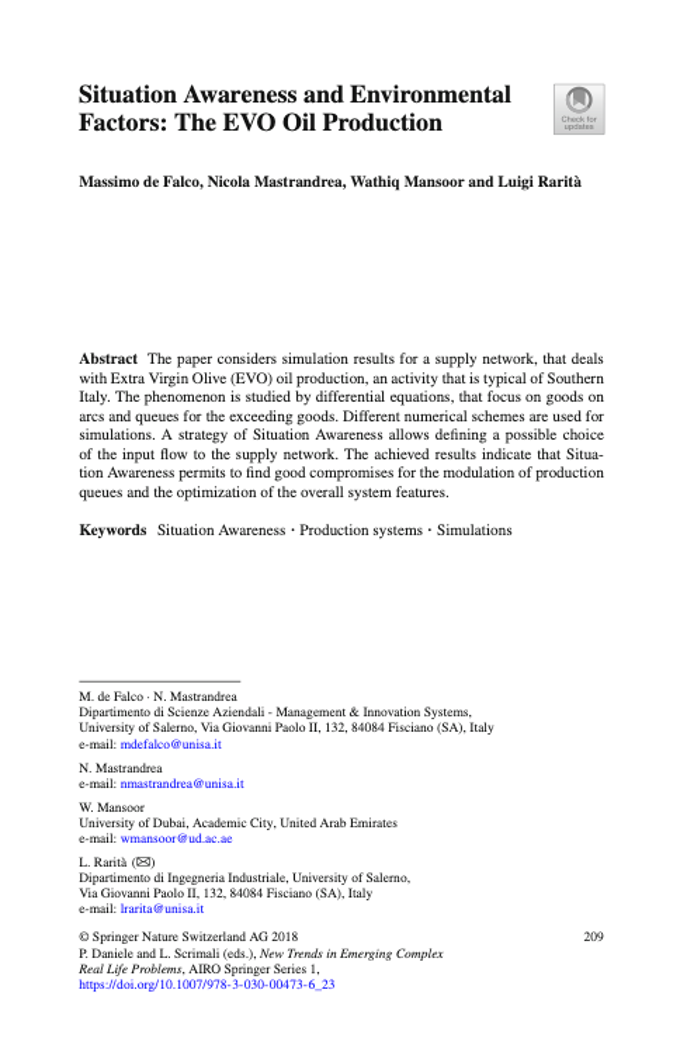 Situation Awareness and Environmental
Factors: The EVO Oil Production
Check for
updates
Massimo de Falco, Nicola Mastrandrea, Wathiq Mansoor and Luigi Rarità
Abstract The paper considers simulation results for a supply network, that deals
with Extra Virgin Olive (EVO) oil production, an activity that is typical of Southern
Italy. The phenomenon is studied by differential equations, that focus on goods on
arcs and queues for the exceeding goods. Different numerical schemes are used for
simulations. A strategy of Situation Awareness allows defining a possible choice
of the input flow to the supply network. The achieved results indicate that Situa-
tion Awareness permits to find good compromises for the modulation of production
queues and the optimization of the overall system features.
Keywords Situation Awareness · Production systems · Simulations
M. de Falco · N. Mastrandrea
Dipartimento di Scienze Aziendali - Management & Innovation Systems,
University of Salerno, Via Giovanni Paolo II, 132, 84084 Fisciano (SA), Italy
e-mail: mdefalco@unisa.it
N. Mastrandrea
e-mail: nmastrandrea@unisa.it
W. Mansoor
University of Dubai, Academic City, United Arab Emirates
e-mail: wmansoor@ud.ac.ae
L. Rarità (✉)
Dipartimento di Ingegneria Industriale, University of Salerno,
Via Giovanni Paolo II, 132, 84084 Fisciano (SA), Italy
e-mail: lrarita@unisa.it
© Springer Nature Switzerland AG 2018 209
P. Daniele and L. Scrimali (eds.), New Trends in Emerging Complex
Real Life Problems, AIRO Springer Series 1,
https://doi.org/10.1007/978-3-030-00473-6_23